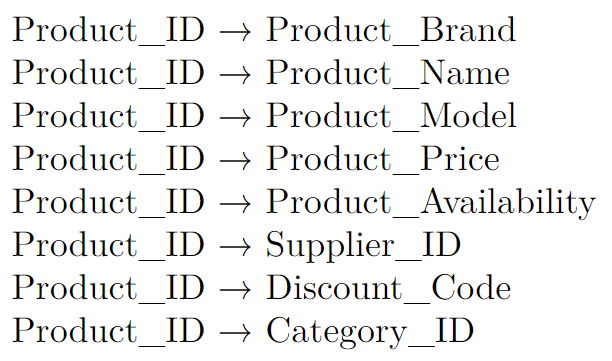 Product_ID → Product_Brand
Product_ID → Product_Name
Product_ID → Product_Model
Product_ID → Product_Price
Product_ID → Product_Availability
Product_ID → Supplier_ID
Product_ID → Discount_Code
Product_ID → Category_ID